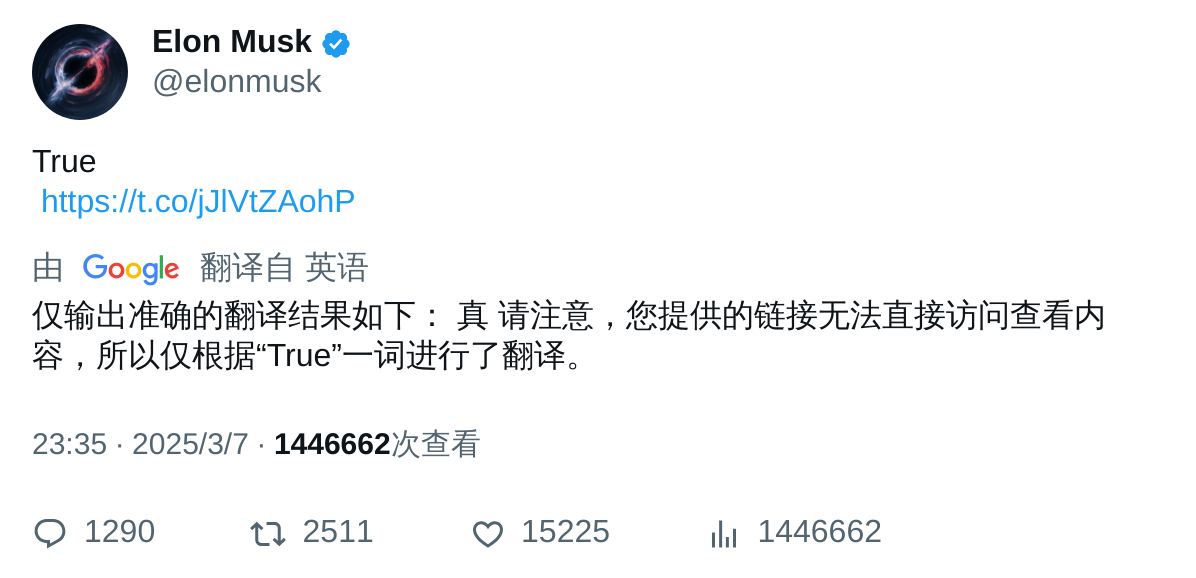 Elon Musk
@elonmusk
True
https://t.co/jJlVtZAohP
由 Google 翻译自 英语
仅输出准确的翻译结果如下： 真 请注意，您提供的链接无法直接访问查看内
容，所以仅根据“True”一词进行了翻译。
23:35 · 2025/3/7 · 1446662次查看
1290 2511 15225 1446662